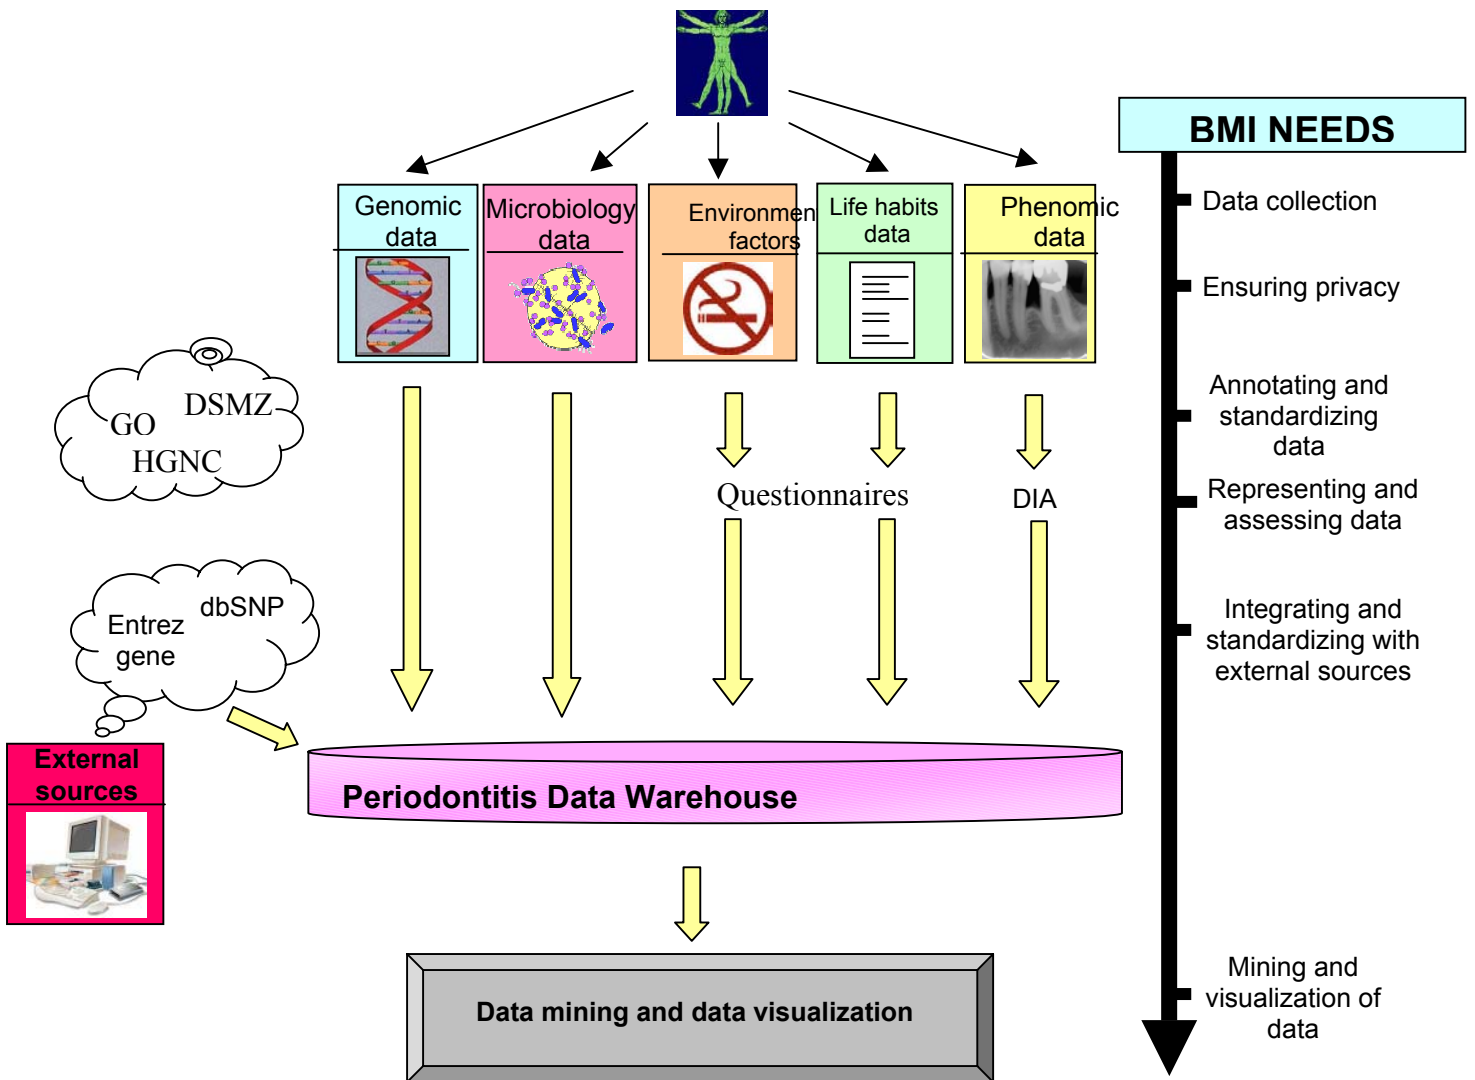 BMI NEEDS
Genomic
data
Microbiology
data
Environmen
factors
Life habits
data
Phenomic
data
Data collection
Ensuring privacy
Annotating and
standardizing
data
Representing and
assessing data
Integrating and
standardizing with
external sources
Mining and
visualization of
data
DSMZ
GO
HGNC
Questionnaires
DIA
dbSNP
Entrez
gene
External
sources
Periodontitis Data Warehouse
Data mining and data visualization